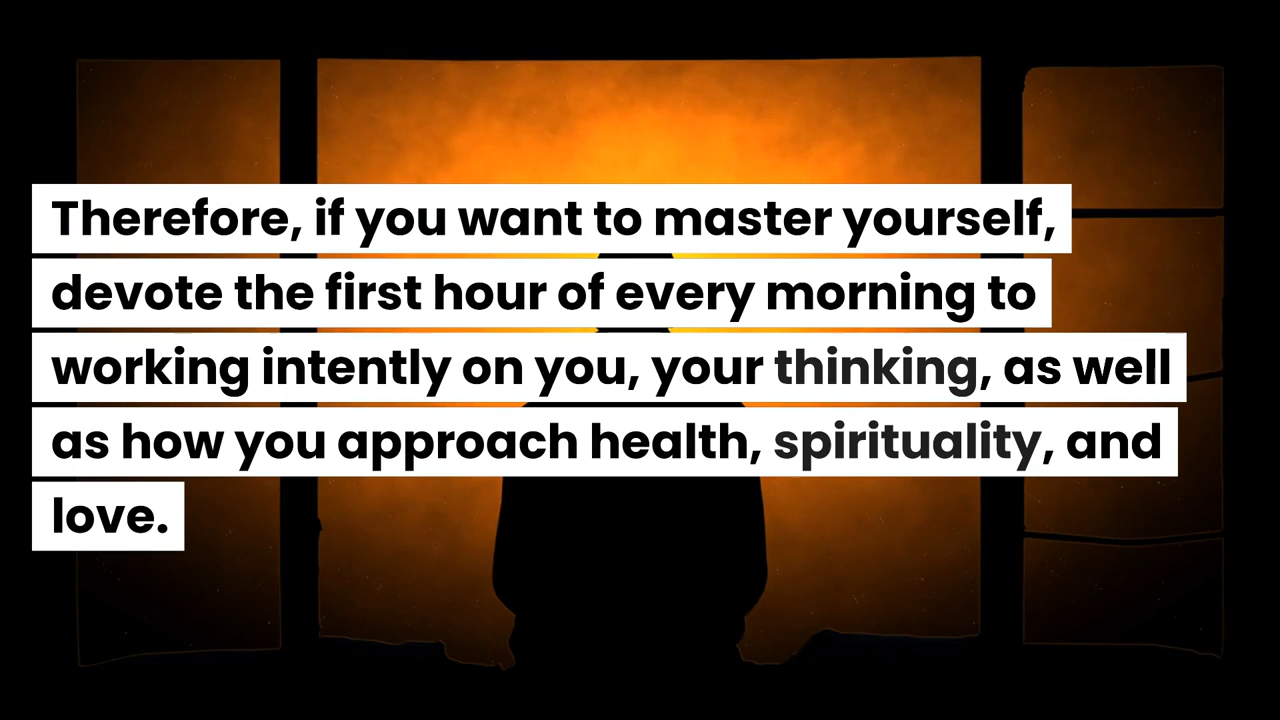 Therefore, if you want to master yourself,
devote the first hour of every morning to
working intently on you, your thinking, as well
as how you approach health, spirituality, and
love.